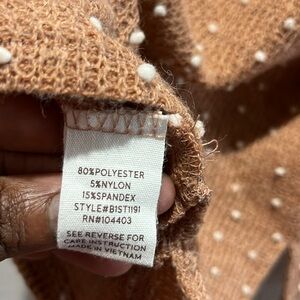 80%POLYESTER
5%NYLON
15%SPANDEX
STYLE#B1ST1191
RN#104403
SEE REVERSE FOR
CARE INSTRUCTION
MADE IN VIETNAM